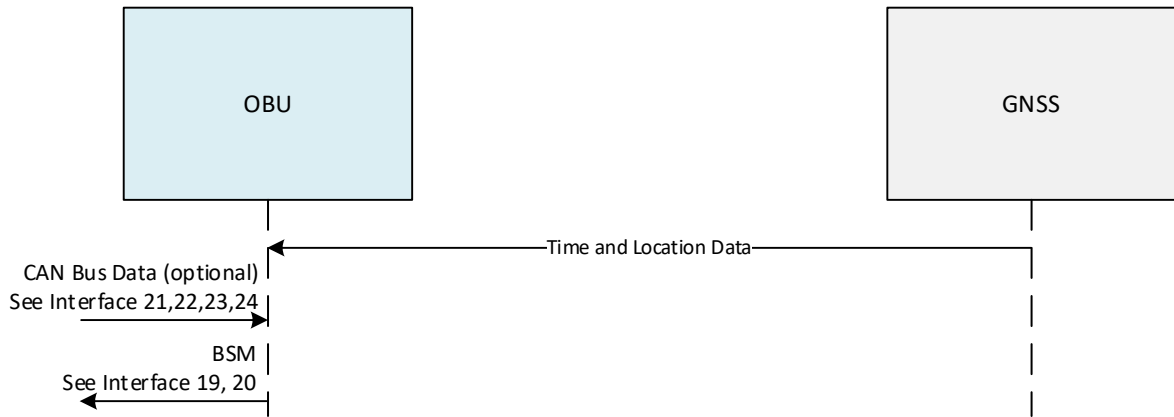 OBU
GNSS
Time and Location Data
CAN Bus Data (optional)
See Interface 21,22,23,24
BSM
See Interface 19, 20